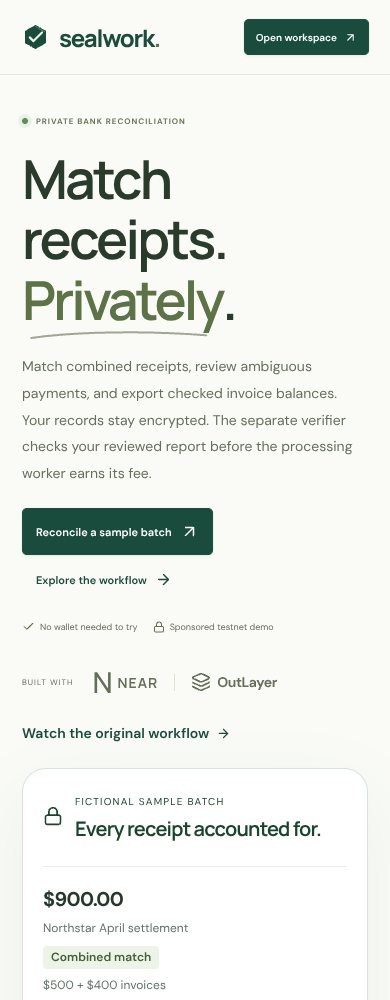 sealwork.
Open workspace
PRIVATE BANK RECONCILIATION
Match
receipts.
Privately.
Match combined receipts, review ambiguous
payments, and export checked invoice balances.
Your records stay encrypted. The separate verifier
checks your reviewed report before the processing
worker earns its fee.
Reconcile a sample batch
Explore the workflow
No wallet needed to try
Sponsored testnet demo
BUILT WITH
NEAR
OutLayer
Watch the original workflow
FICTIONAL SAMPLE BATCH
Every receipt accounted for.
$900.00
Northstar April settlement
Combined match
$500 + $400 invoices